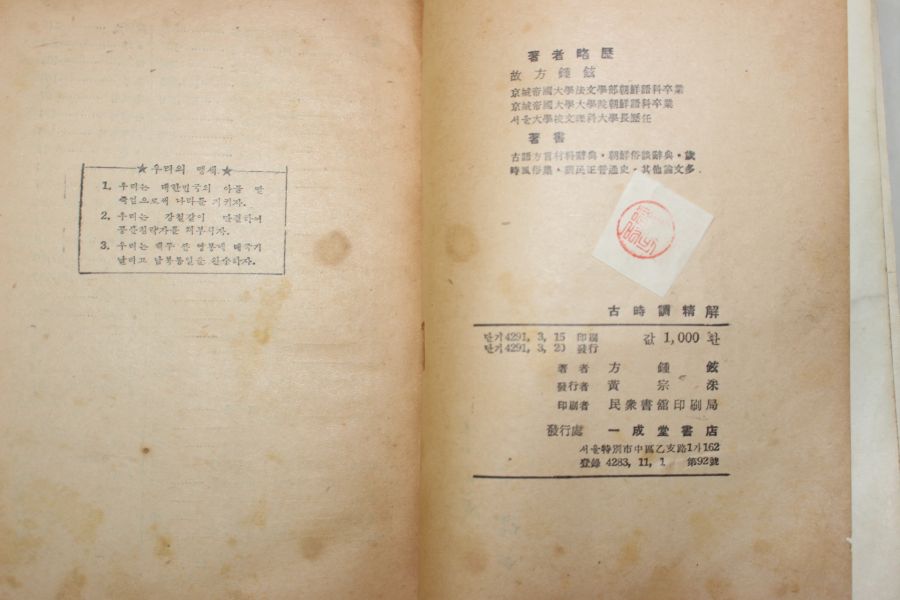 ★ 우리의 맹세 ★
1. 우리는 대한민국의 아들 딸
죽엄으로써 나라를 지키자.
2. 우리는 강철같이 단결하여
공산침략자를 쳐부수자.
3. 우리는 백두 산 영봉에 태극기
날리고 남북통일을 완수하자.
著者略歷
故 方鍾鉉
京城帝國大學法文學部朝鮮語科卒業
京城帝國大學大學院朝鮮語科卒業
서울大學校文理科大學長歷任
著書
古語方言材料辭典・朝鮮俗談辭典・歲
時風俗集・訓民正音通史・其他論文多
古時調精解
단기4291, 3, 15 印刷
단기4291, 3, 20 發行
값 1,000 환
著者 方鍾鉉
發行者 黃宗洙
印刷者 民衆書舘印刷局
發行處 一成堂書店
서울特別市中區乙支路1가162
登錄 4283, 11, 1 第92號